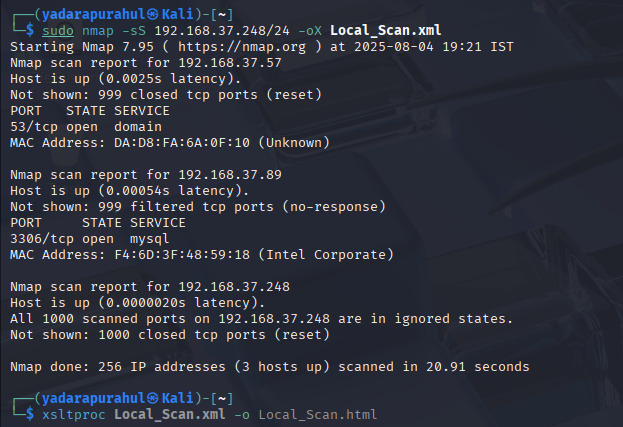 ┌──(yadarapurahul㉿Kali)-[~]
└─$ sudo nmap -sS 192.168.37.248/24 -oX Local_Scan.xml
Starting Nmap 7.95 ( https://nmap.org ) at 2025-08-04 19:21 IST
Nmap scan report for 192.168.37.57
Host is up (0.0025s latency).
Not shown: 999 closed tcp ports (reset)
PORT   STATE SERVICE
53/tcp open  domain
MAC Address: DA:D8:FA:6A:0F:10 (Unknown)

Nmap scan report for 192.168.37.89
Host is up (0.00054s latency).
Not shown: 999 filtered tcp ports (no-response)
PORT     STATE SERVICE
3306/tcp open  mysql
MAC Address: F4:6D:3F:48:59:18 (Intel Corporate)

Nmap scan report for 192.168.37.248
Host is up (0.0000020s latency).
All 1000 scanned ports on 192.168.37.248 are in ignored states.
Not shown: 1000 closed tcp ports (reset)

Nmap done: 256 IP addresses (3 hosts up) scanned in 20.91 seconds

┌──(yadarapurahul㉿Kali)-[~]
└─$ xsltproc Local_Scan.xml -o Local_Scan.html